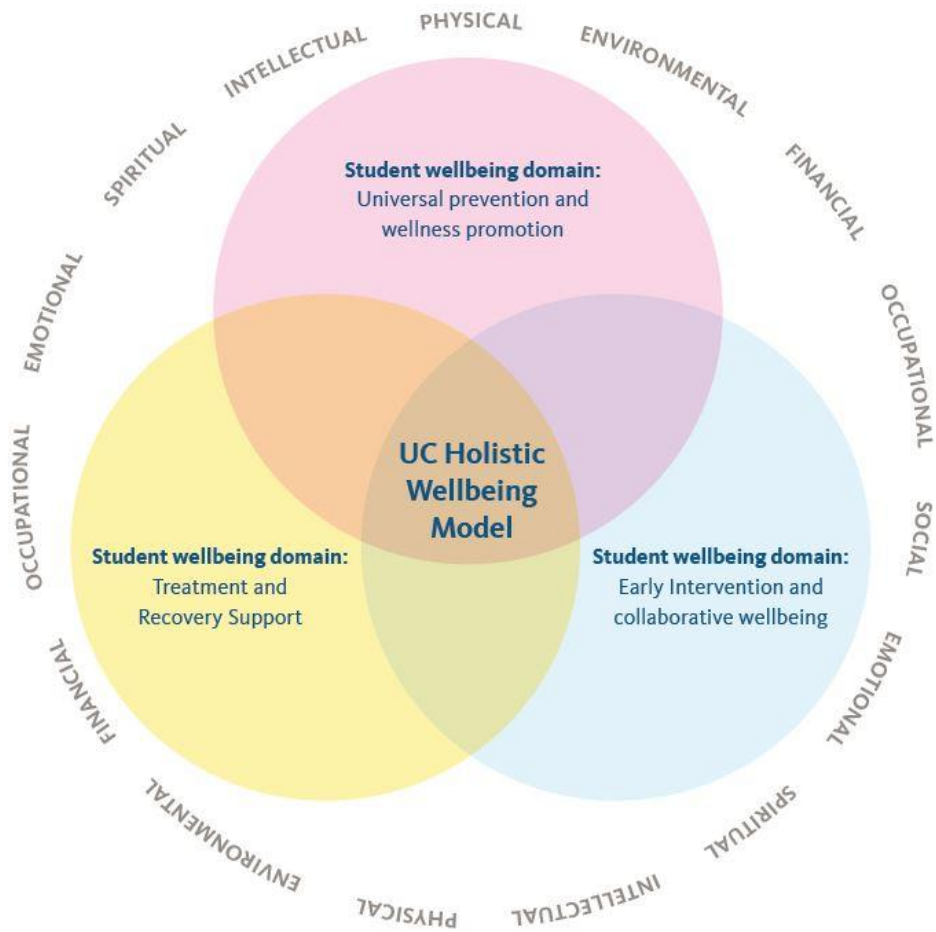 PHYSICAL
ENVIRONMENTAL
FINANCIAL
OCCUPATIONAL
SOCIAL
EMOTIONAL
SPIRITUAL
INTELLECTUAL
PHYSICAL
ENVIRONMENTAL
FINANCIAL
OCCUPATIONAL
EMOTIONAL
SPIRITUAL
INTELLECTUAL
Student wellbeing domain:
Universal prevention and
wellness promotion
UC Holistic
Wellbeing
Model
Student wellbeing domain:
Treatment and
Recovery Support
Student wellbeing domain:
Early Intervention and
collaborative wellbeing